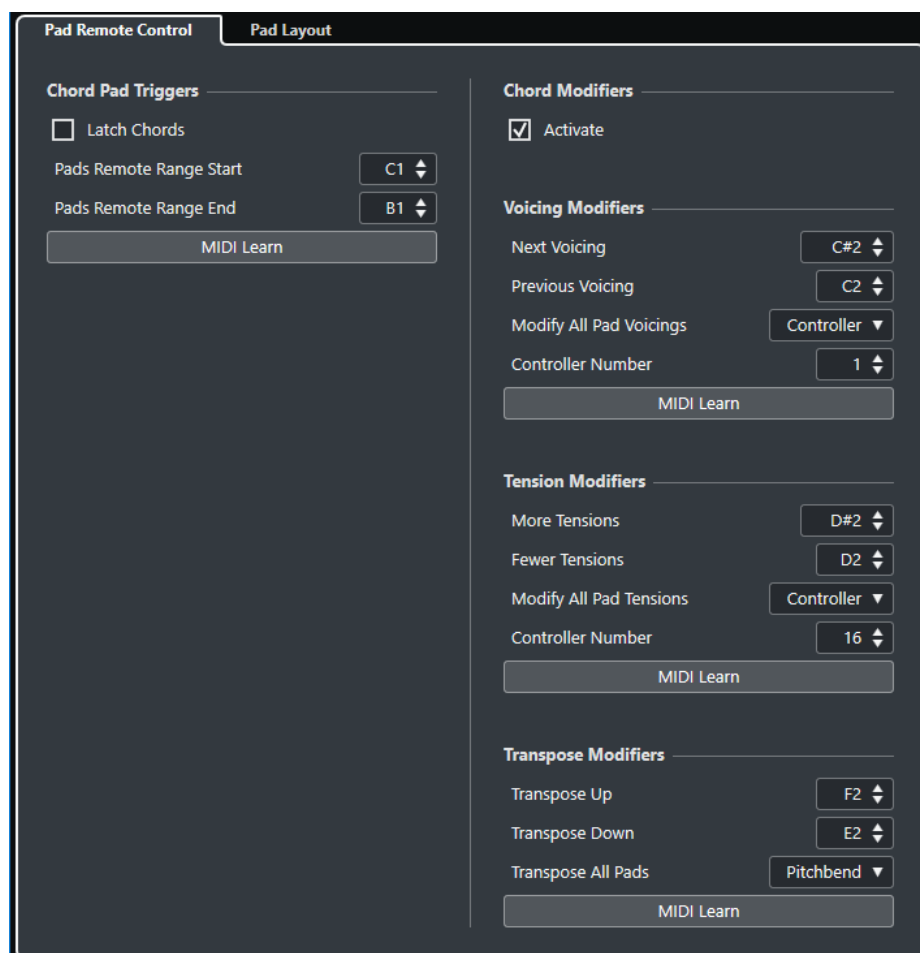 Pad Remote Control
Pad Layout
Chord Pad Triggers
Latch Chords
Pads Remote Range Start C1
Pads Remote Range End B1
MIDI Learn
Chord Modifiers
Activate
Voicing Modifiers
Next Voicing C#2
Previous Voicing C2
Modify All Pad Voicings Controller
Controller Number 1
MIDI Learn
Tension Modifiers
More Tensions D#2
Fewer Tensions D2
Modify All Pad Tensions Controller
Controller Number 16
MIDI Learn
Transpose Modifiers
Transpose Up F2
Transpose Down E2
Transpose All Pads Pitchbend
MIDI Learn